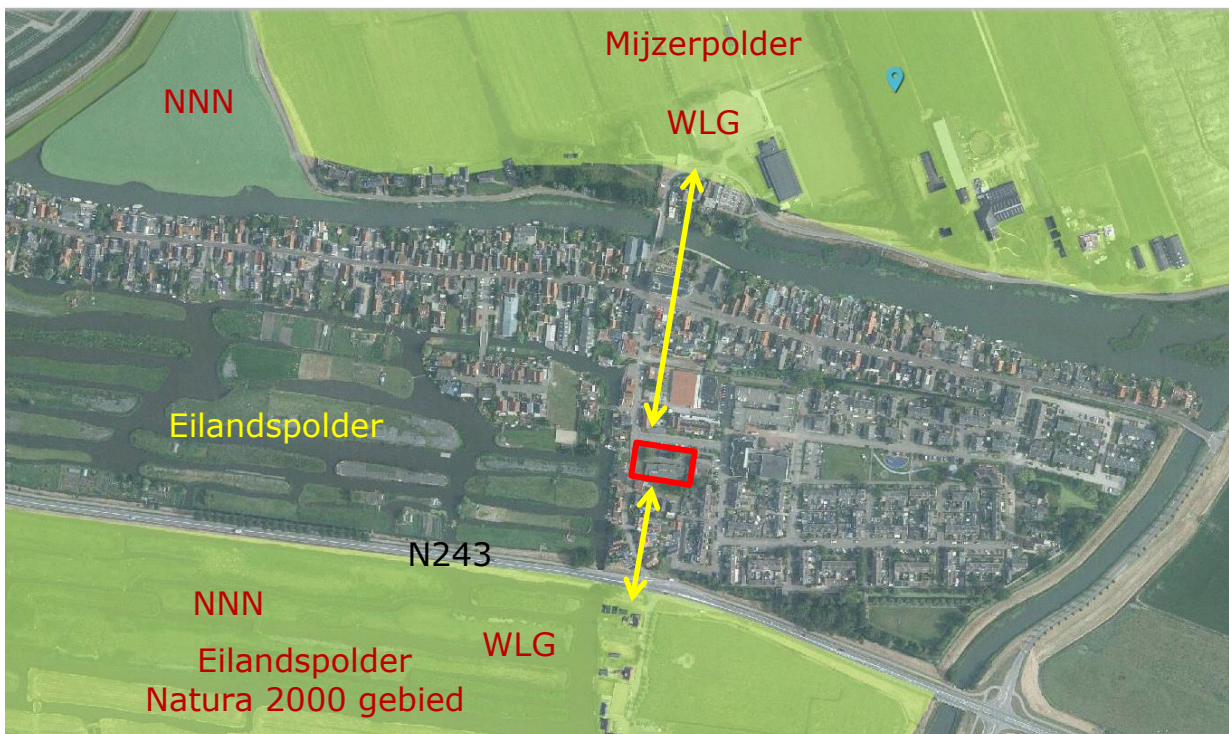 Mijzerpolder
NNN
WLG
Eilandspolder
N243
NNN
WLG
Eilandspolder
Natura 2000 gebied